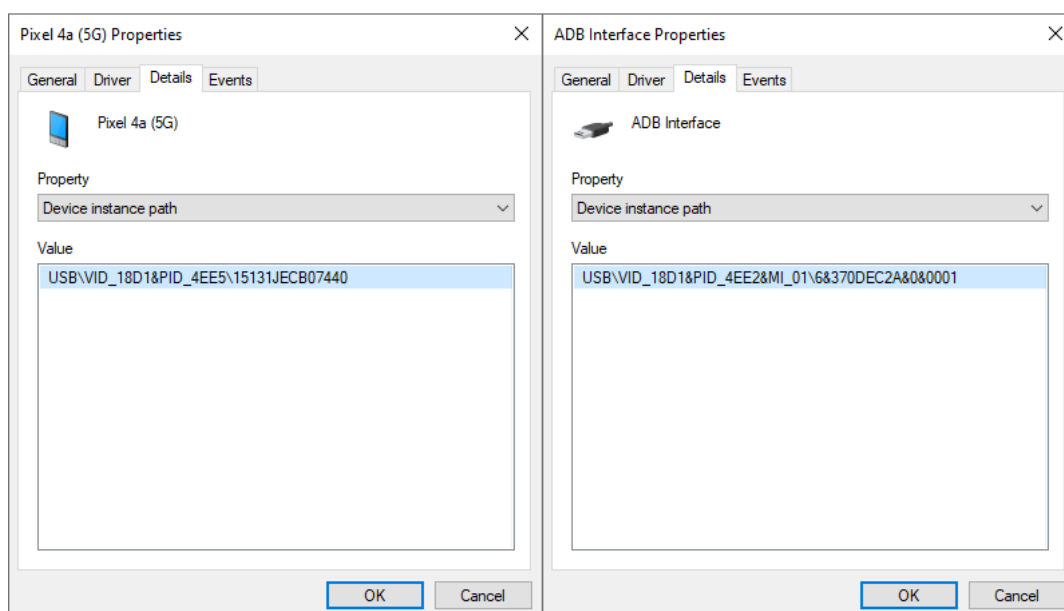 Pixel 4a (5G) Properties
General Driver Details Events
Pixel 4a (5G)
Property
Device instance path
Value
USB\VID_18D1&PID_4EE5\15131JECB07440
OK Cancel
ADB Interface Properties
General Driver Details Events
ADB Interface
Property
Device instance path
Value
USB\VID_18D1&PID_4EE2&MI_01\6&370DEC2A&0&0001
OK Cancel